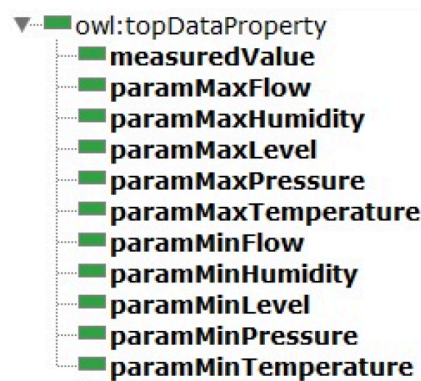 owl:topDataProperty
measuredValue
paramMaxFlow
paramMaxHumidity
paramMaxLevel
paramMaxPressure
paramMaxTemperature
paramMinFlow
paramMinHumidity
paramMinLevel
paramMinPressure
paramMinTemperature